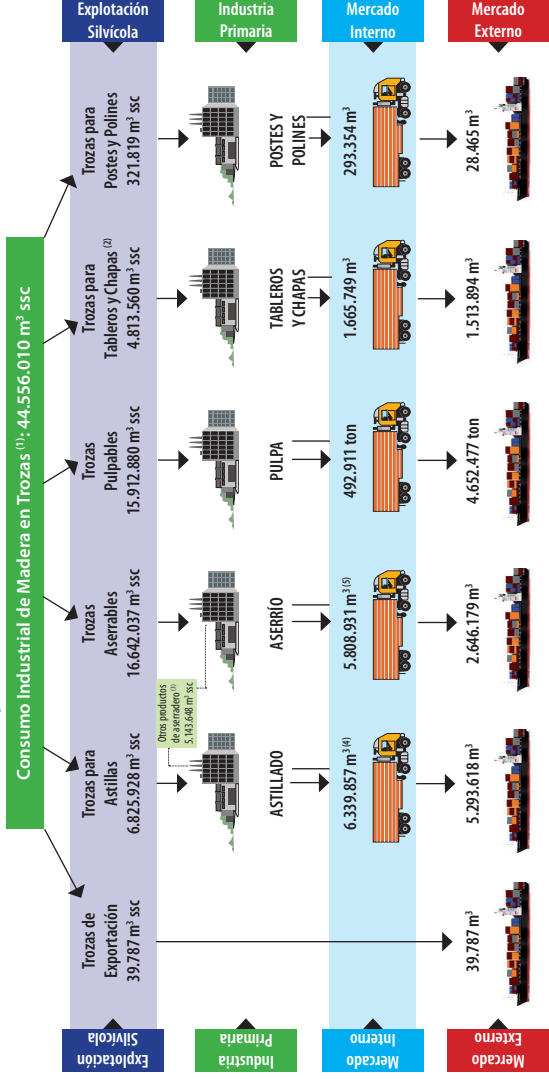 Consumo Industrial de Madera en Trozas (1): 44.556.010 m³ ssc
Explotación
Silvícola
Trozas de
Exportación
39.787 m³ ssc
Trozas para
Astillas
6.825.928 m³ ssc
Trozas
Aserrables
16.642.037 m³ ssc
Trozas
Pulpables
15.912.880 m³ ssc
Trozas para
Tableros y Chapas (2)
4.813.560 m³ ssc
Trozas para
Postes y Polines
321.819 m³ ssc
Explotación
Silvícola
Industria
Primaria
Otros productos
de aserradero (3)
5.143.648 m³ ssc
ASTILLADO
ASERRÍO
PULPA
TABLEROS
Y CHAPAS
POSTES Y
POLINES
Industria
Primaria
Mercado
Interno
6.339.857 m³ (4)
5.808.931 m³ (5)
492.911 ton
1.665.749 m³
293.354 m³
Mercado
Interno
Mercado
Externo
39.787 m³
5.293.618 m³
2.646.179 m³
4.652.477 ton
1.513.894 m³
28.465 m³
Mercado
Externo